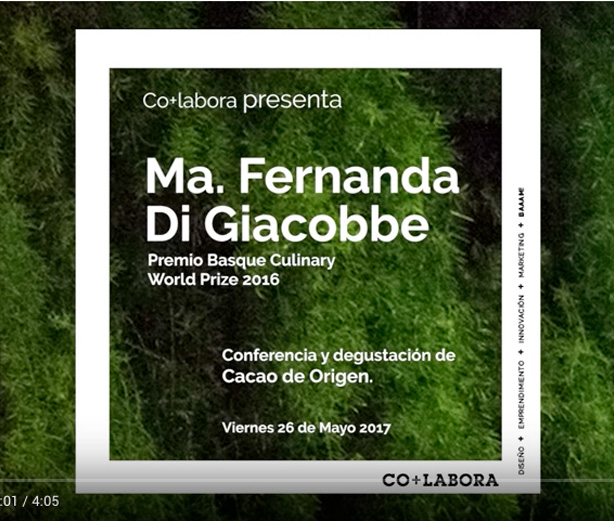 Co+labora presenta
Ma. Fernanda
Di Giacobbe
Premio Basque Culinary
World Prize 2016
Conferencia y degustación de
Cacao de Origen.
Viernes 26 de Mayo 2017
DISEÑO + EMPRENDIMIENTO + INNOVACIÓN + MARKETING + BAAAM!
CO+LABORA
:01 / 4:05